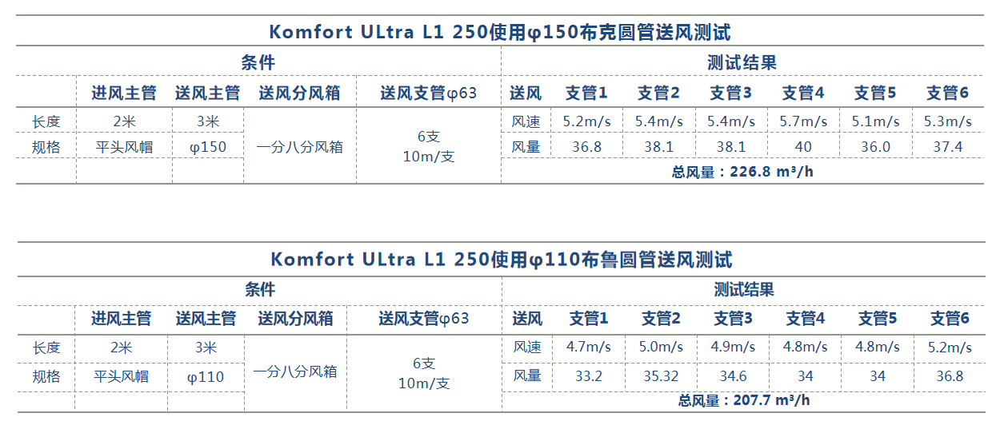 Komfort ULtra L1 250使用φ150布克圆管送风测试
条件 测试结果
进风主管 送风主管 送风分风箱 送风支管φ63 送风 支管1 支管2 支管3 支管4 支管5 支管6
长度 2米 3米 风速 5.2m/s 5.4m/s 5.4m/s 5.7m/s 5.1m/s 5.3m/s
6支
规格 平头风帽 φ150 一分八分风箱 风量 36.8 38.1 38.1 40 36.0 37.4
10m/支
总风量：226.8 m³/h
Komfort ULtra L1 250使用φ110布鲁圆管送风测试
条件 测试结果
进风主管 送风主管 送风分风箱 送风支管φ63 送风 支管1 支管2 支管3 支管4 支管5 支管6
长度 2米 3米 风速 4.7m/s 5.0m/s 4.9m/s 4.8m/s 4.8m/s 5.2m/s
6支
规格 平头风帽 φ110 一分八分风箱 风量 33.2 35.32 34.6 34 34 36.8
10m/支
总风量：207.7 m³/h